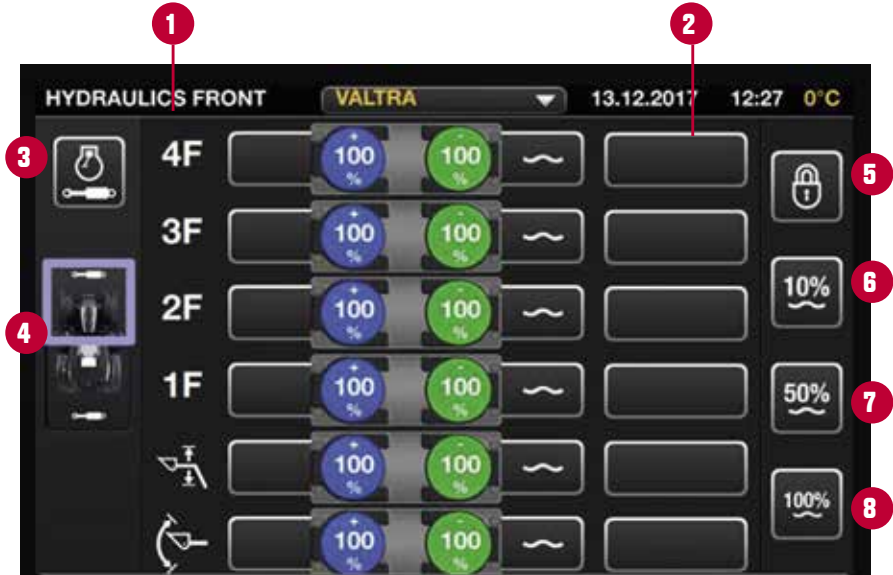 1 2
HYDRAULICS FRONT VALTRA 13.12.2017 12:27 0°C
3 4F + 100 % - 100 % 5
3F + 100 % - 100 %
10% 6
4 2F + 100 % - 100 %
1F + 100 % - 100 % 50% 7
+ 100 % - 100 %
100% 8
+ 100 % - 100 %